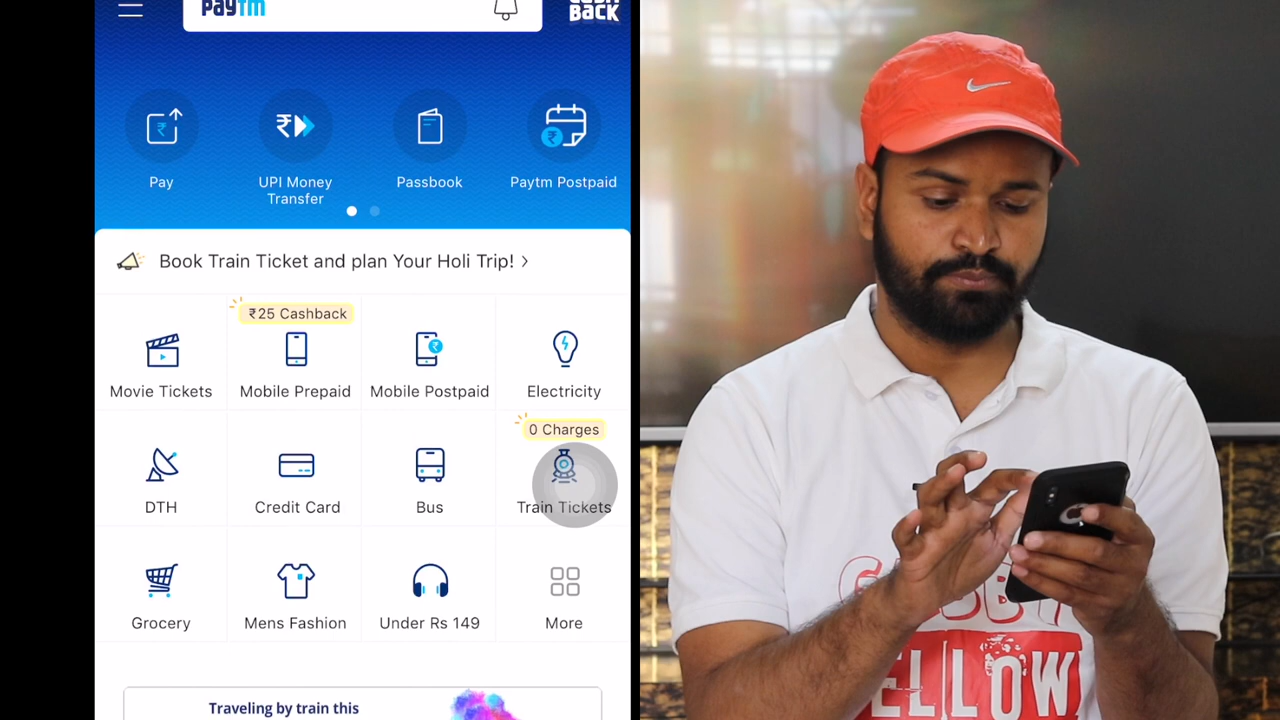 paytm
CASH
BACK
Pay
UPI Money
Transfer
Passbook
Paytm Postpaid
Book Train Ticket and plan Your Holi Trip! >
₹25 Cashback
Movie Tickets
Mobile Prepaid
Mobile Postpaid
Electricity
0 Charges
DTH
Credit Card
Bus
Train Tickets
Grocery
Mens Fashion
Under Rs 149
More
Traveling by train this
ELLOW